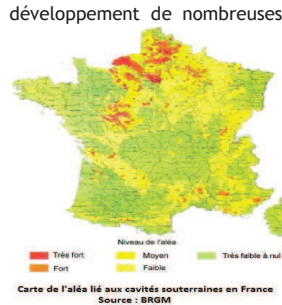 développement de nombreuses
Niveau de l'aléa
Très fort
Moyen
Très faible à nul
Fort
Faible
Carte de l'aléa lié aux cavités souterraines en France
Source : BRGM